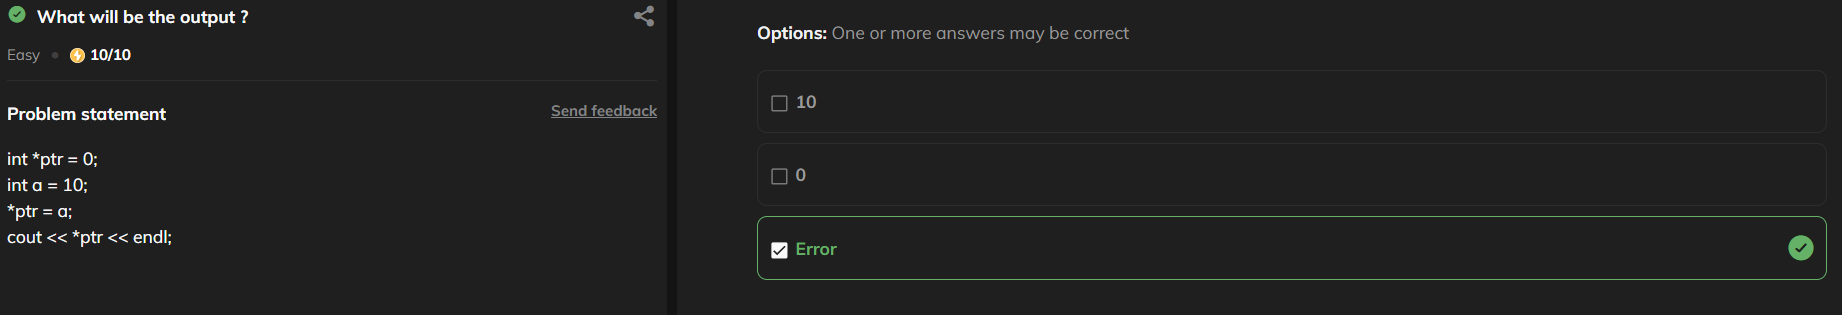 What will be the output ?
Easy 10/10
Problem statement
Send feedback
int *ptr = 0;
int a = 10;
*ptr = a;
cout << *ptr << endl;
Options: One or more answers may be correct
10
0
Error